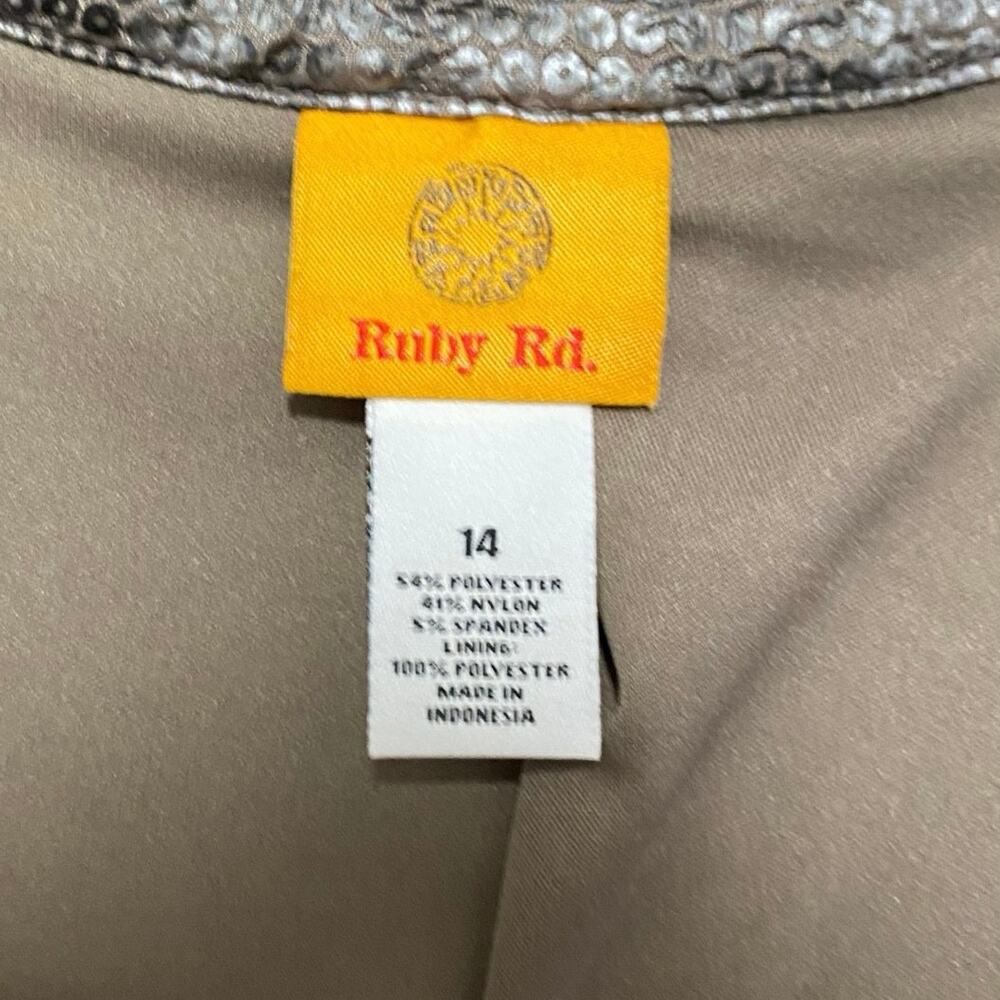 Ruby Rd.
14
54% POLYESTER
41% NYLON
5% SPANDEX
LINING:
100% POLYESTER
MADE IN
INDONESIA